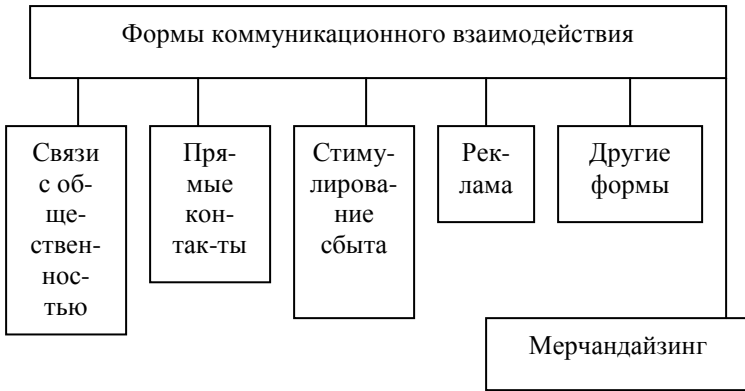 Формы коммуникационного взаимодействия
Связи
с об-
ще-
ствен-
нос-
тью
Пря-
мые
кон-
так-ты
Стиму-
лирова-
ние
сбыта
Рек-
лама
Другие
формы
Мерчандайзинг